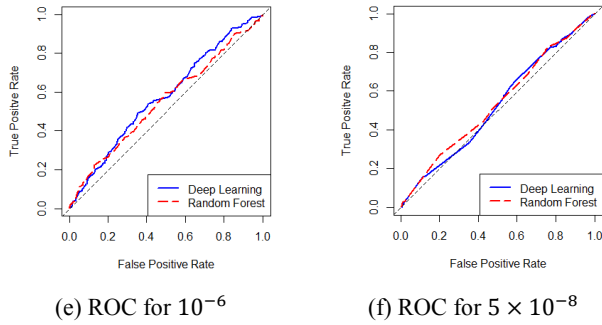 True Positve Rate
1.0
0.8
0.6
0.4
0.2
0.0
Deep Learning
Random Forest
0.0 0.2 0.4 0.6 0.8 1.0
False Positive Rate
(e) ROC for 10⁻⁶
True Positve Rate
1.0
0.8
0.6
0.4
0.2
0.0
Deep Learning
Random Forest
0.0 0.2 0.4 0.6 0.8 1.0
False Positive Rate
(f) ROC for 5 × 10⁻⁸